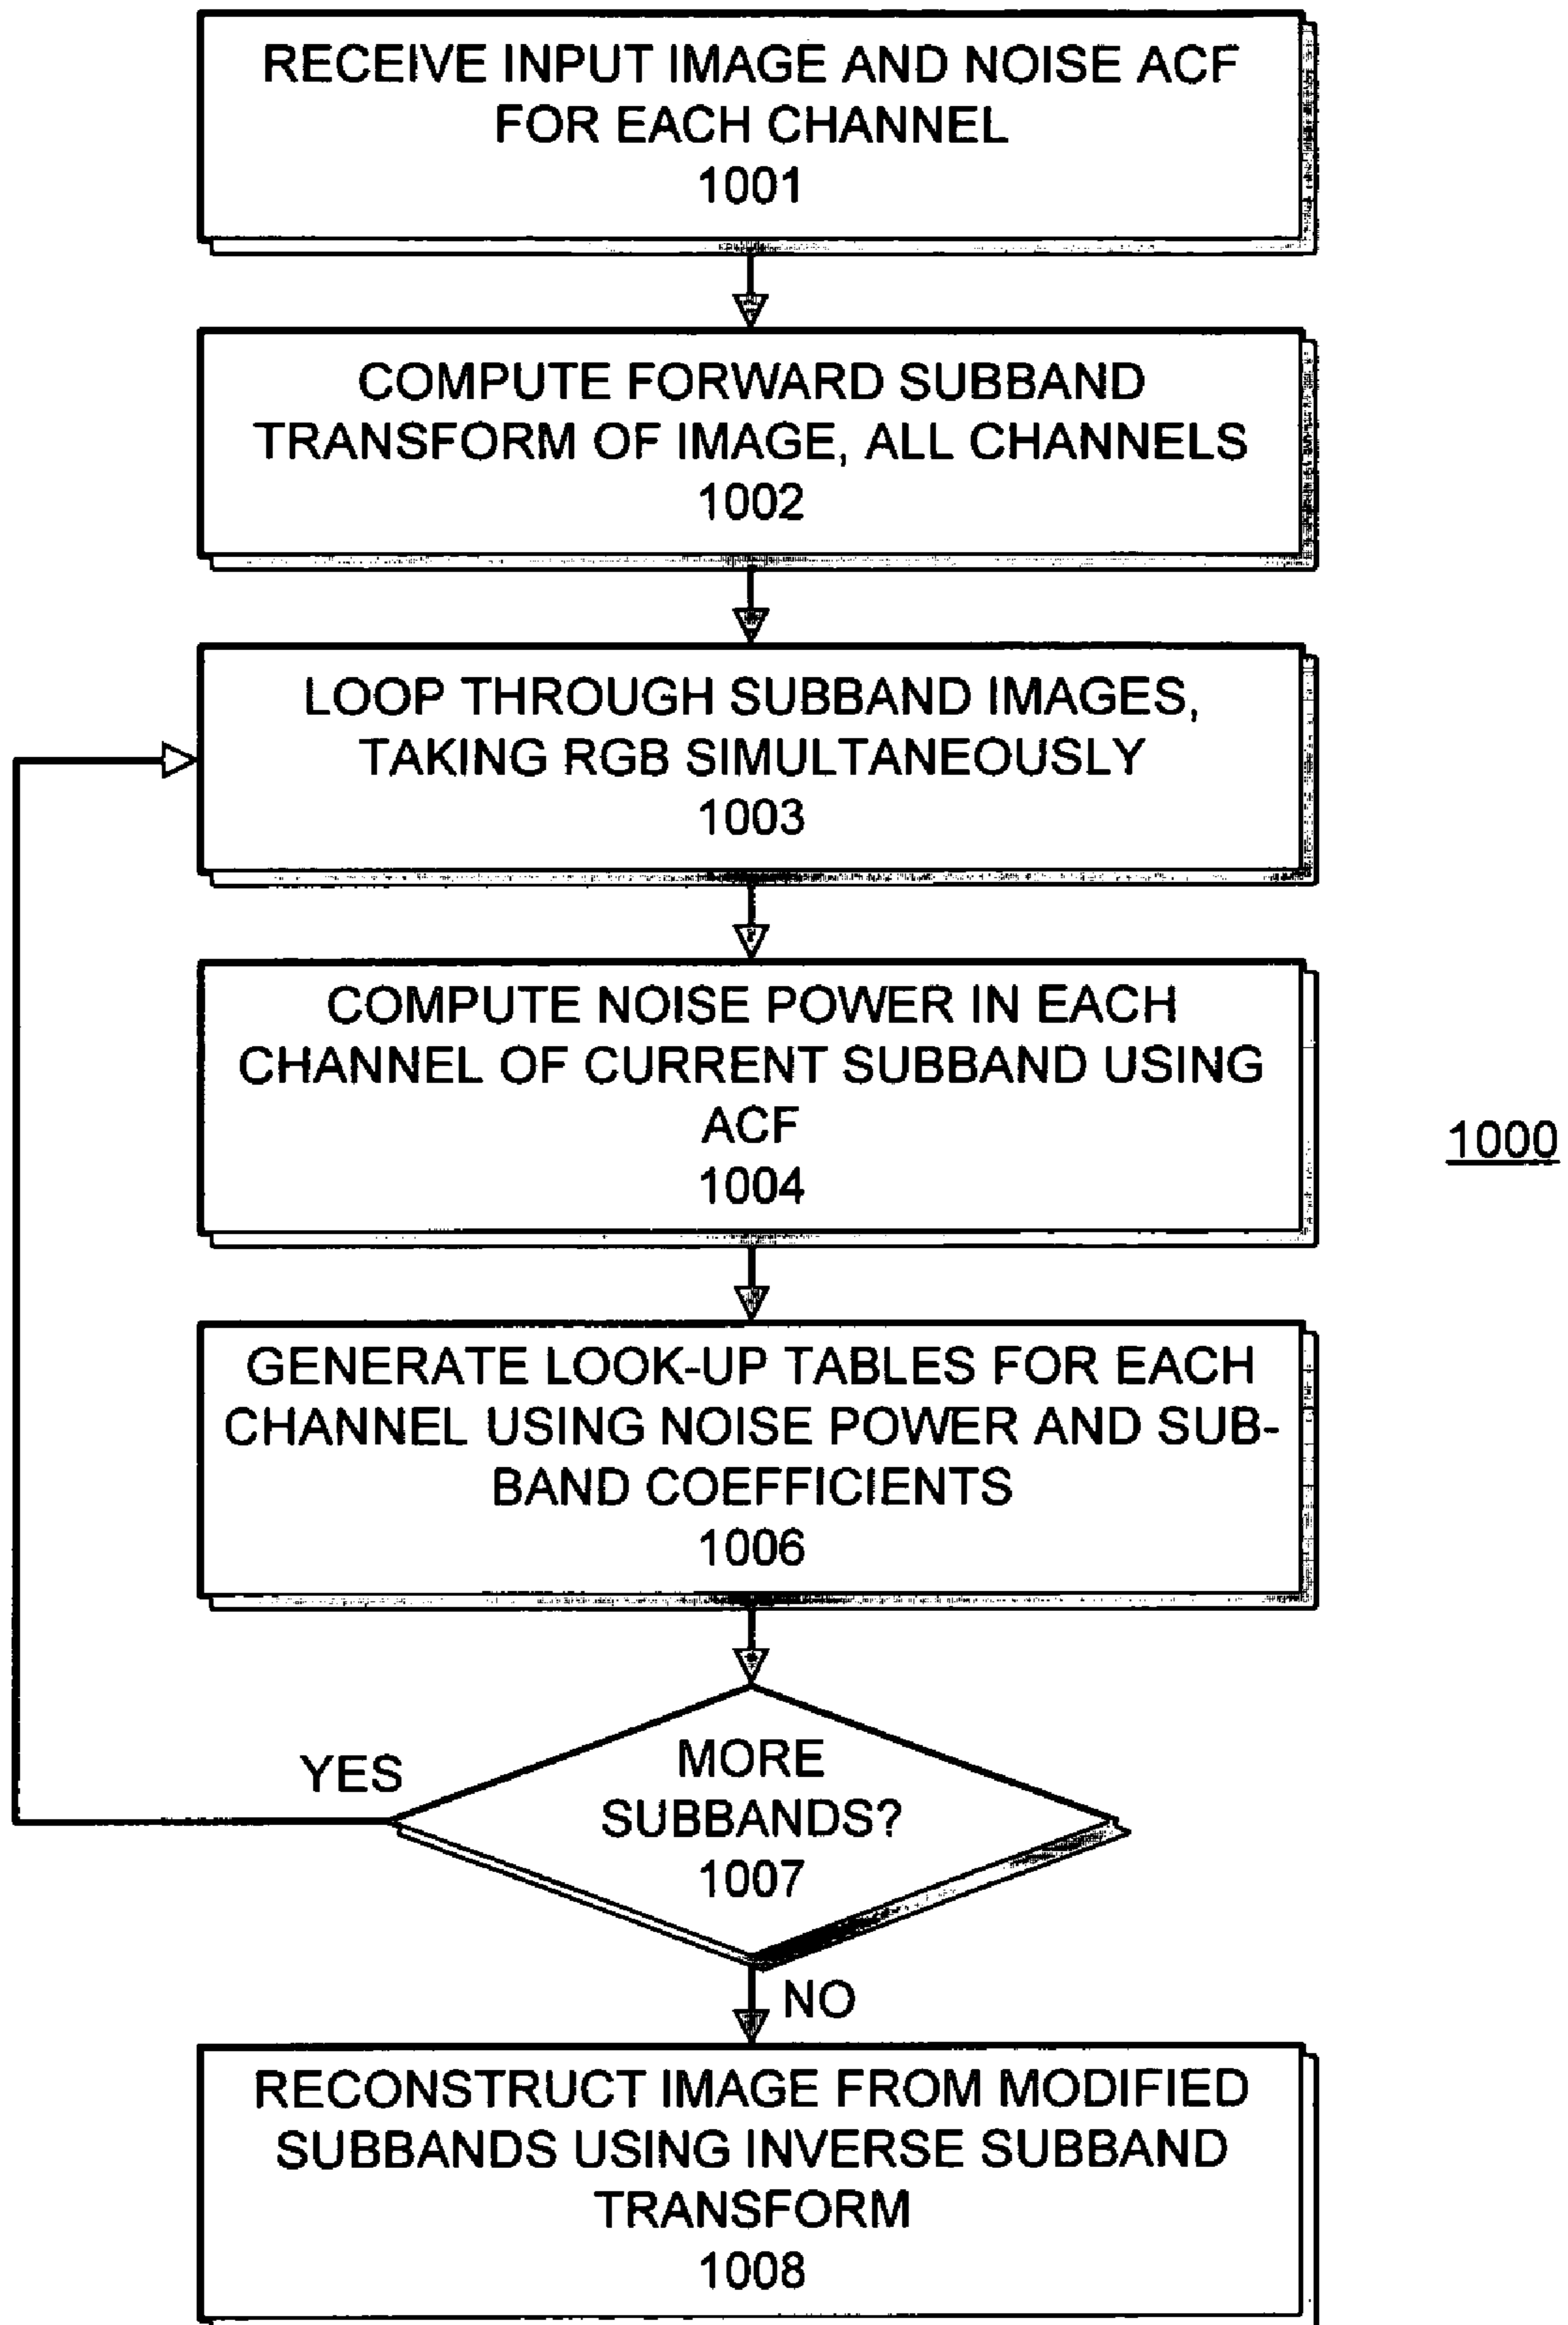 RECEIVE INPUT IMAGE AND NOISE ACF
FOR EACH CHANNEL
1001
COMPUTE FORWARD SUBBAND
TRANSFORM OF IMAGE, ALL CHANNELS
1002
LOOP THROUGH SUBBAND IMAGES,
TAKING RGB SIMULTANEOUSLY
1003
COMPUTE NOISE POWER IN EACH
CHANNEL OF CURRENT SUBBAND USING
ACF
1004
1000
GENERATE LOOK-UP TABLES FOR EACH
CHANNEL USING NOISE POWER AND SUB-
BAND COEFFICIENTS
1006
YES
MORE
SUBBANDS?
1007
NO
RECONSTRUCT IMAGE FROM MODIFIED
SUBBANDS USING INVERSE SUBBAND
TRANSFORM
1008